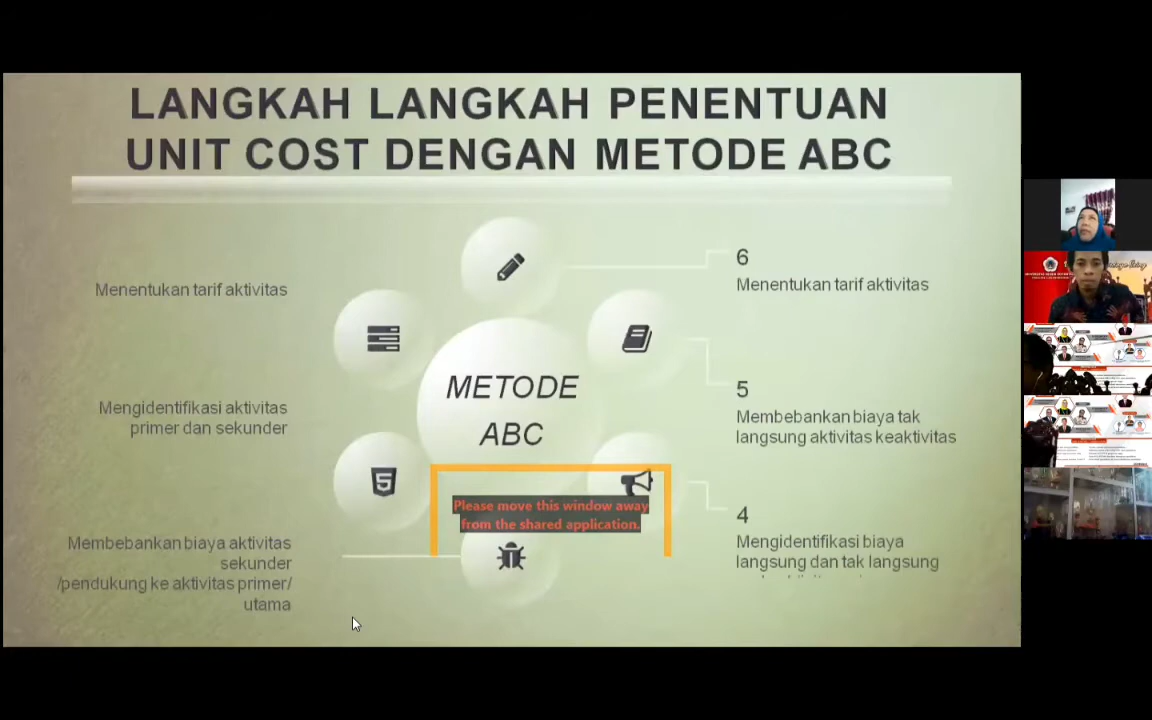 LANGKAH LANGKAH PENENTUAN
UNIT COST DENGAN METODE ABC
Menentukan tarif aktivitas
Mengidentifikasi aktivitas
primer dan sekunder
Membebankan biaya aktivitas
sekunder
/pendukung ke aktivitas primer/
utama
METODE
ABC
Please move this window away
from the shared application.
6
Menentukan tarif aktivitas
5
Membebankan biaya tak
langsung aktivitas keaktivitas
4
Mengidentifikasi biaya
langsung dan tak langsung